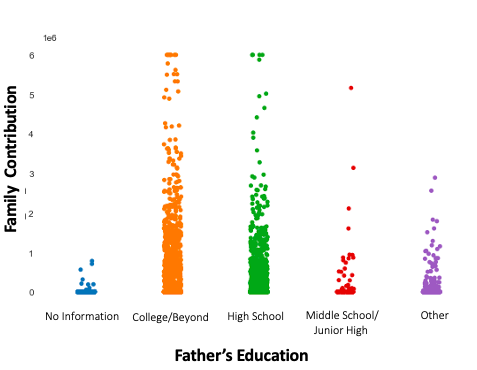 1e6
6
5
4
3
2
1
0
Family Contribution
No Information
College/Beyond
High School
Middle School/
Junior High
Other
Father’s Education